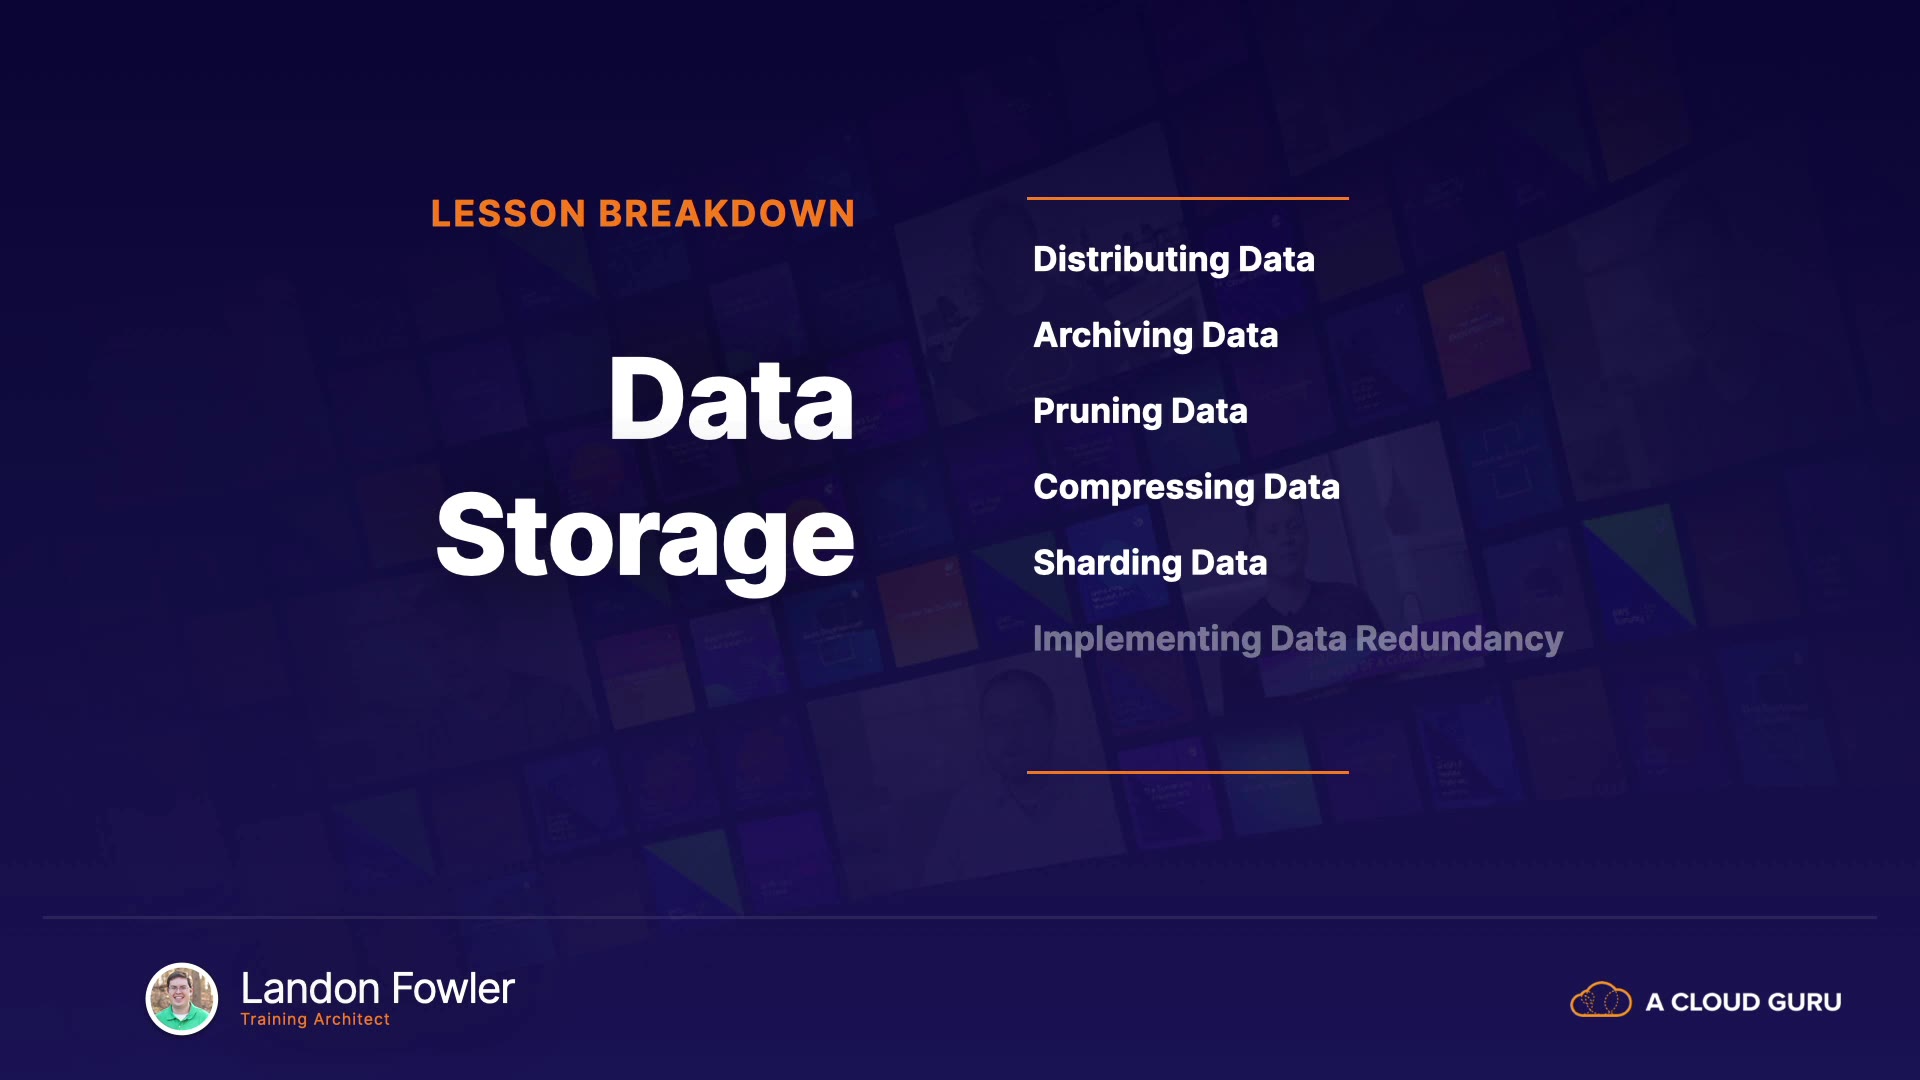 LESSON BREAKDOWN
Data
Storage
Distributing Data
Archiving Data
Pruning Data
Compressing Data
Sharding Data
Implementing Data Redundancy
Landon Fowler
Training Architect
A CLOUD GURU